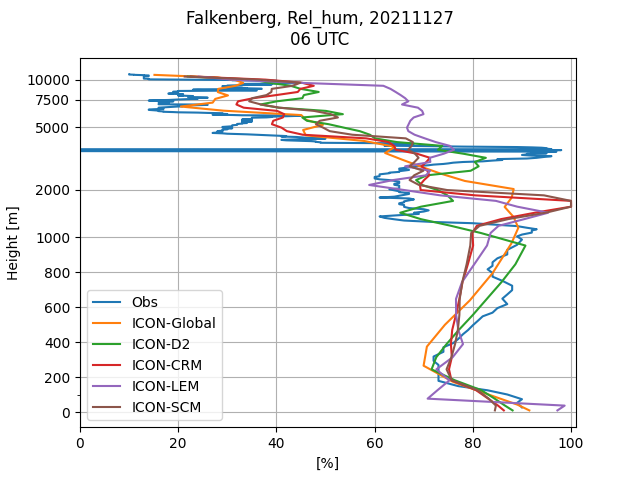 Falkenberg, Rel_hum, 20211127
06 UTC
Height [m]
10000
7500
5000
2000
1000
800
600
400
200
0
Obs
ICON-Global
ICON-D2
ICON-CRM
ICON-LEM
ICON-SCM
0 20 40 60 80 100
[%]